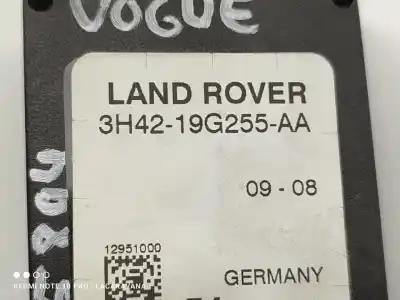 VOGUE
LAND ROVER
3H42-19G255-AA
09 - 08
12951000
GERMANY
REDMI NOTE 10 PRO